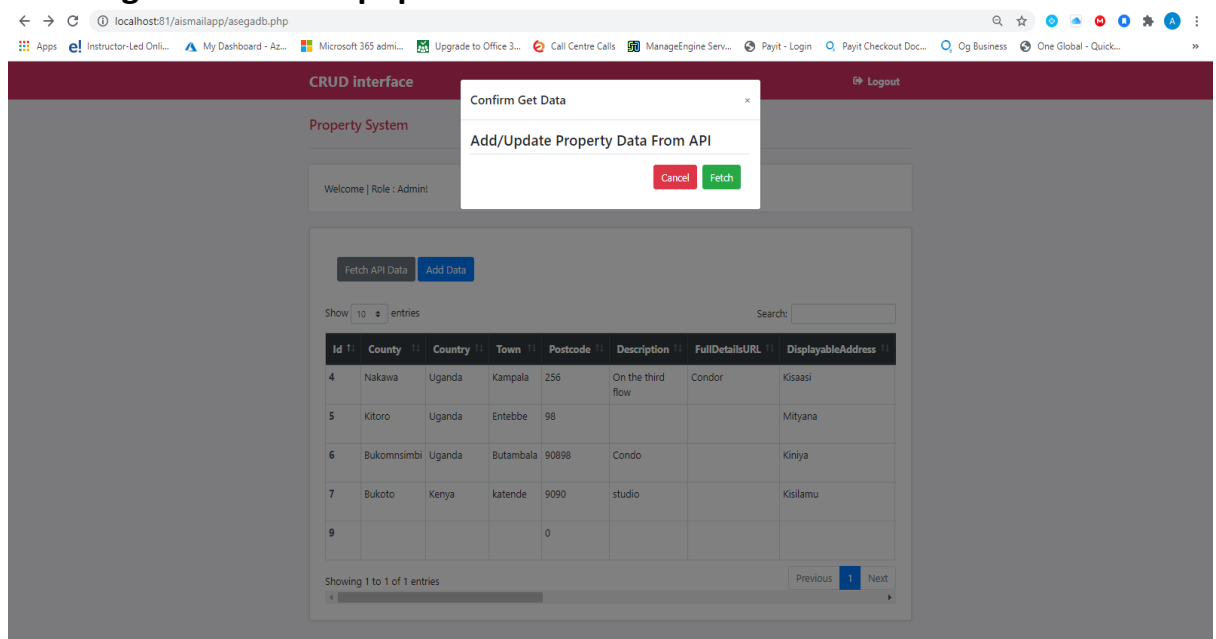 localhost:81/aismailapp/asegadb.php
Apps Instructor-Led Onli... My Dashboard - Az... Microsoft 365 admi... Upgrade to Office 3... Call Centre Calls ManageEngine Serv... Payit - Login Payit Checkout Doc... Og Business One Global - Quick... »
CRUD interface Logout
Confirm Get Data ×
Property System
Add/Update Property Data From API
Cancel Fetch
Welcome | Role : Admin!
Fetch API Data Add Data
Show 10 entries Search:
Id County Country Town Postcode Description FullDetailsURL DisplayableAddress
4 Nakawa Uganda Kampala 256 On the third flow Condor Kisaasi
5 Kitoro Uganda Entebbe 98 Mityana
6 Bukomnsimbi Uganda Butambala 90898 Condo Kiniya
7 Bukoto Kenya katende 9090 studio Kisilamu
9 0
Showing 1 to 1 of 1 entries Previous 1 Next